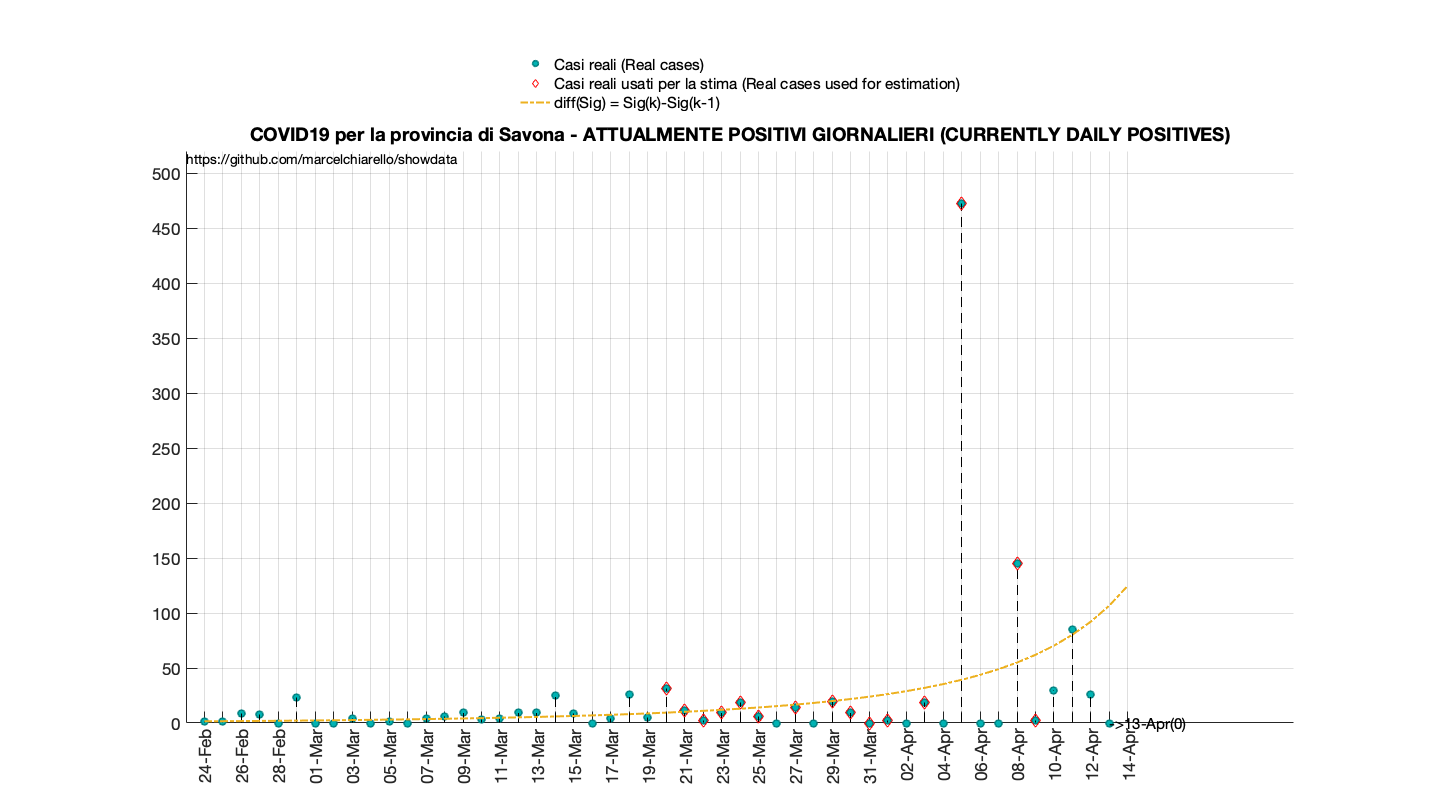 Casi reali (Real cases)
Casi reali usati per la stima (Real cases used for estimation)
diff(Sig) = Sig(k)-Sig(k-1)
COVID19 per la provincia di Savona - ATTUALMENTE POSITIVI GIORNALIERI (CURRENTLY DAILY POSITIVES)
https://github.com/marcelchiarello/showdata
500
450
400
350
300
250
200
150
100
50
0
->13-Apr(0)
24-Feb
26-Feb
28-Feb
01-Mar
03-Mar
05-Mar
07-Mar
09-Mar
11-Mar
13-Mar
15-Mar
17-Mar
19-Mar
21-Mar
23-Mar
25-Mar
27-Mar
29-Mar
31-Mar
02-Apr
04-Apr
06-Apr
08-Apr
10-Apr
12-Apr
14-Apr